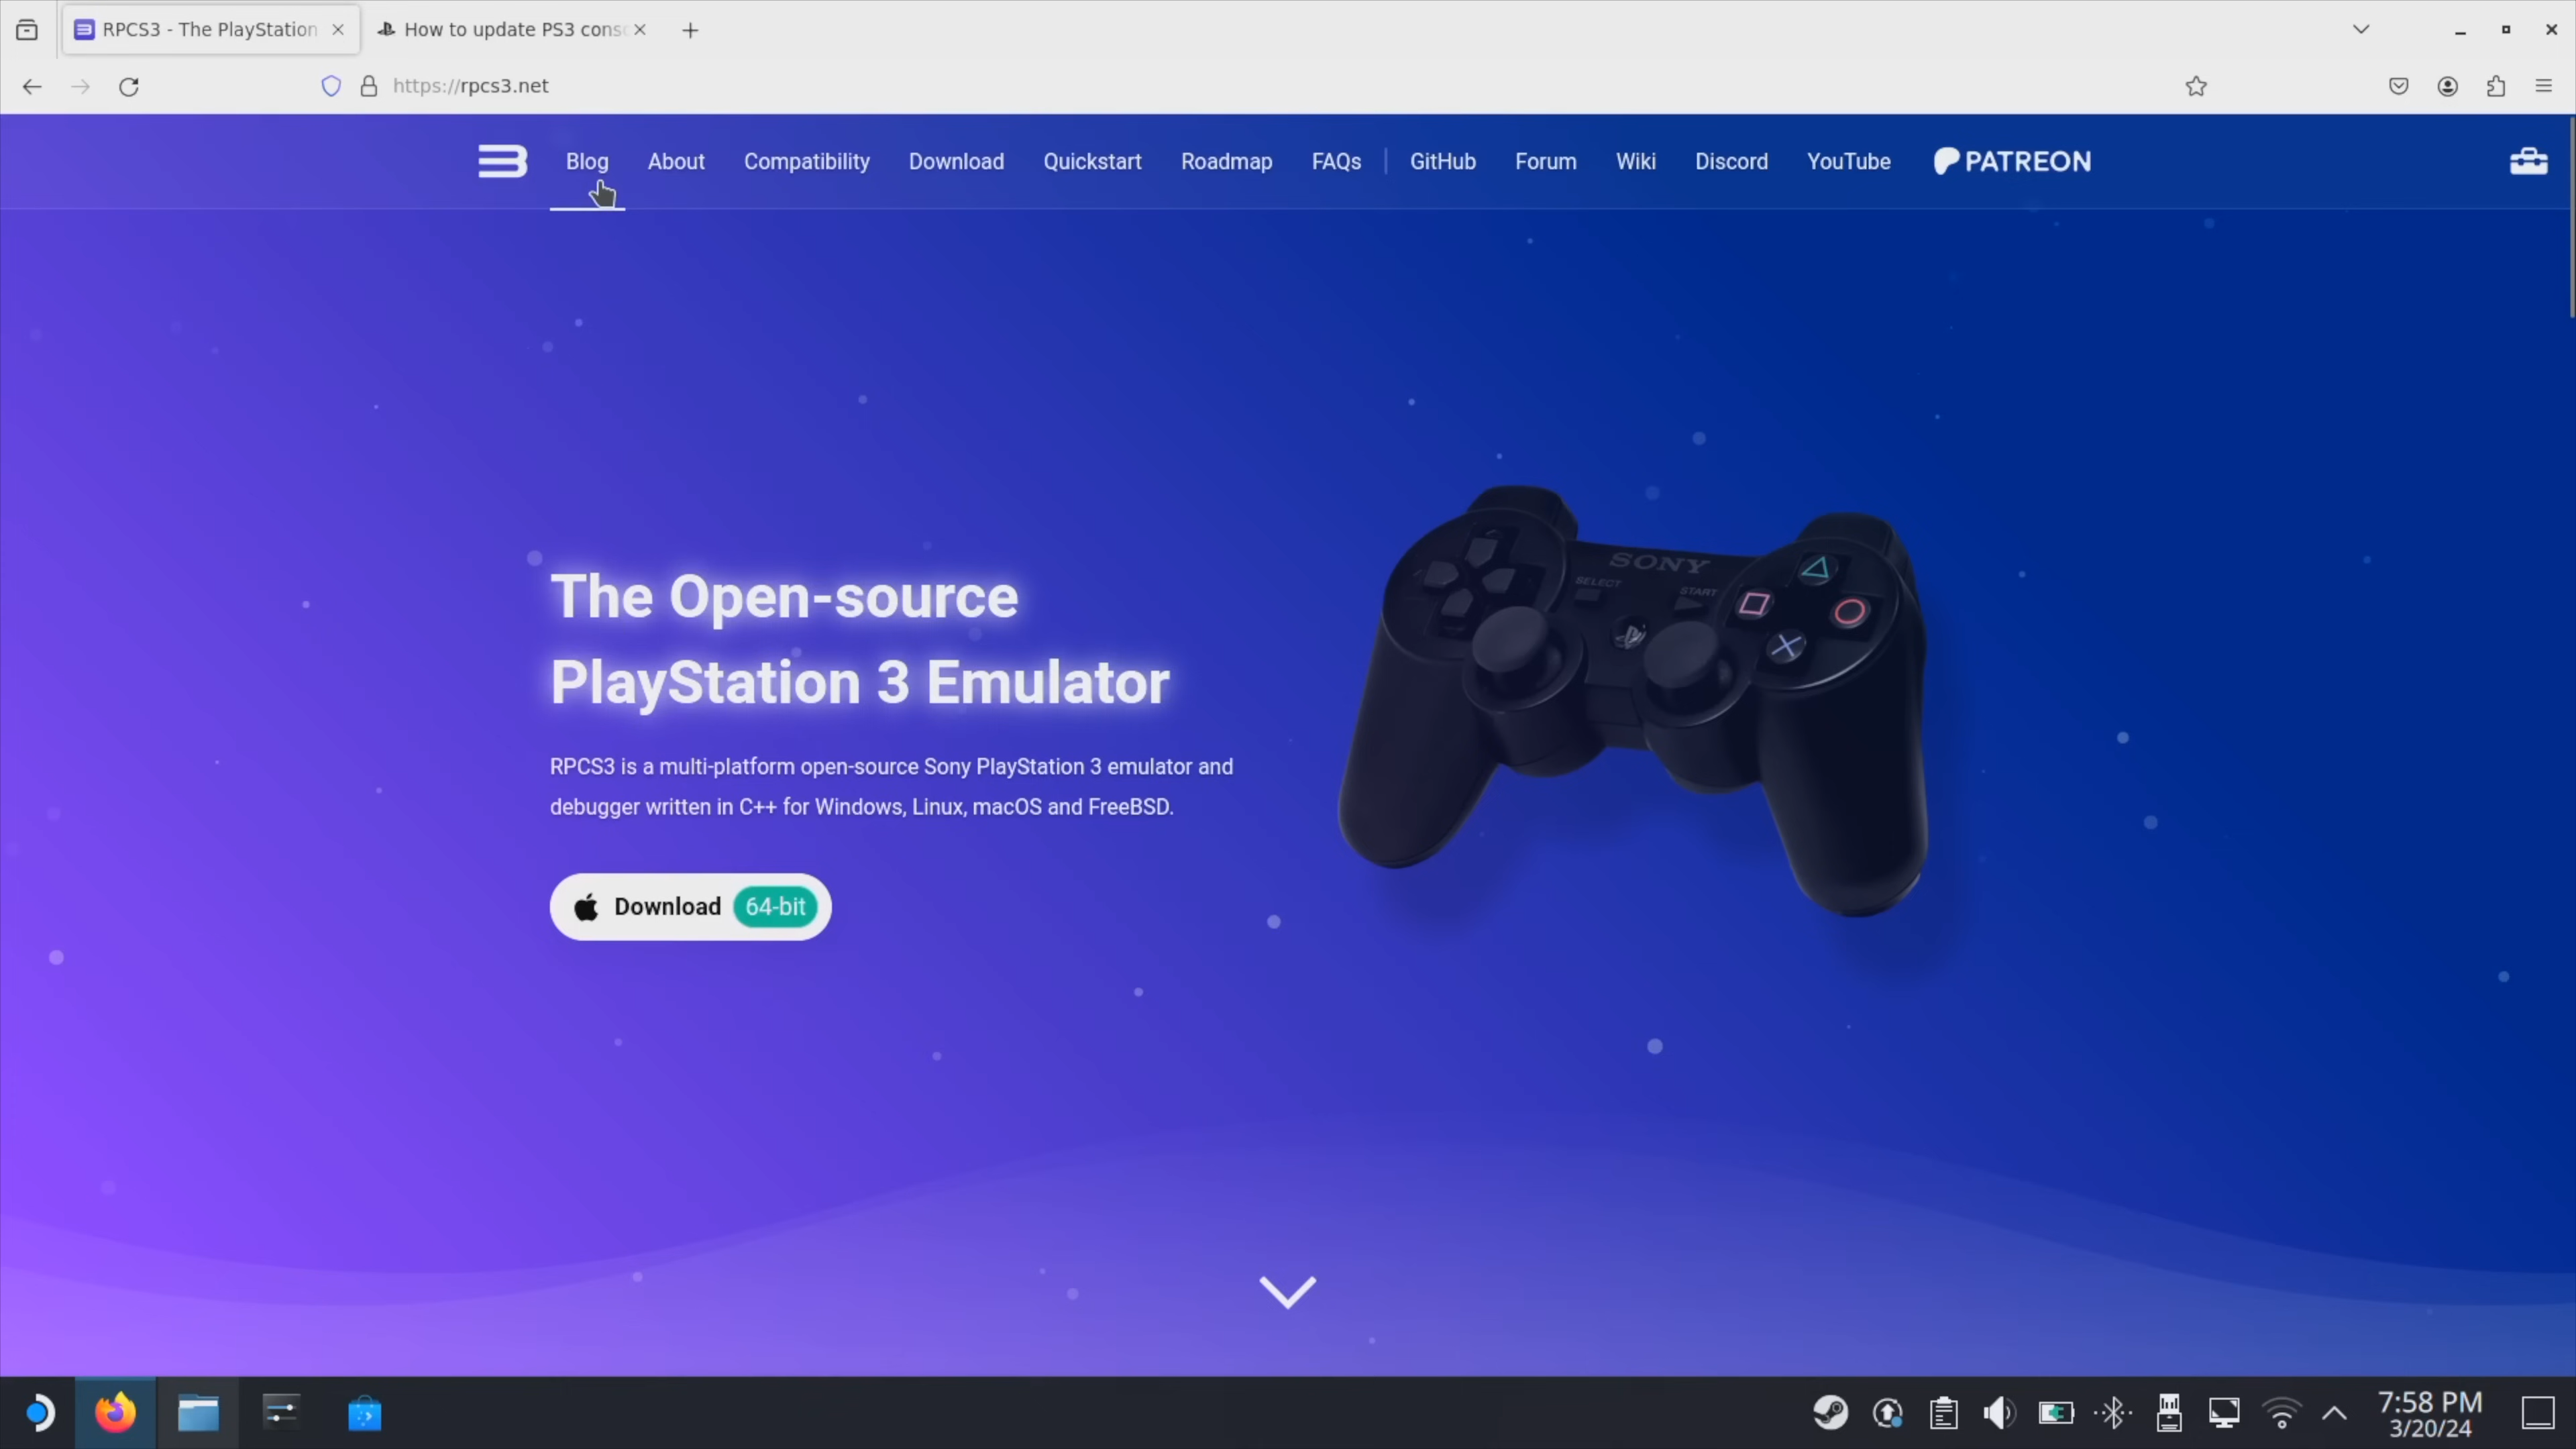 RPCS3 - The PlayStation
How to update PS3 cons
https://rpcs3.net
Blog About Compatibility Download Quickstart Roadmap FAQs GitHub Forum Wiki Discord YouTube PATREON
SONY
SELECT
START
The Open-source
PlayStation 3 Emulator
RPCS3 is a multi-platform open-source Sony PlayStation 3 emulator and
debugger written in C++ for Windows, Linux, macOS and FreeBSD.
Download 64-bit
7:58 PM
3/20/24